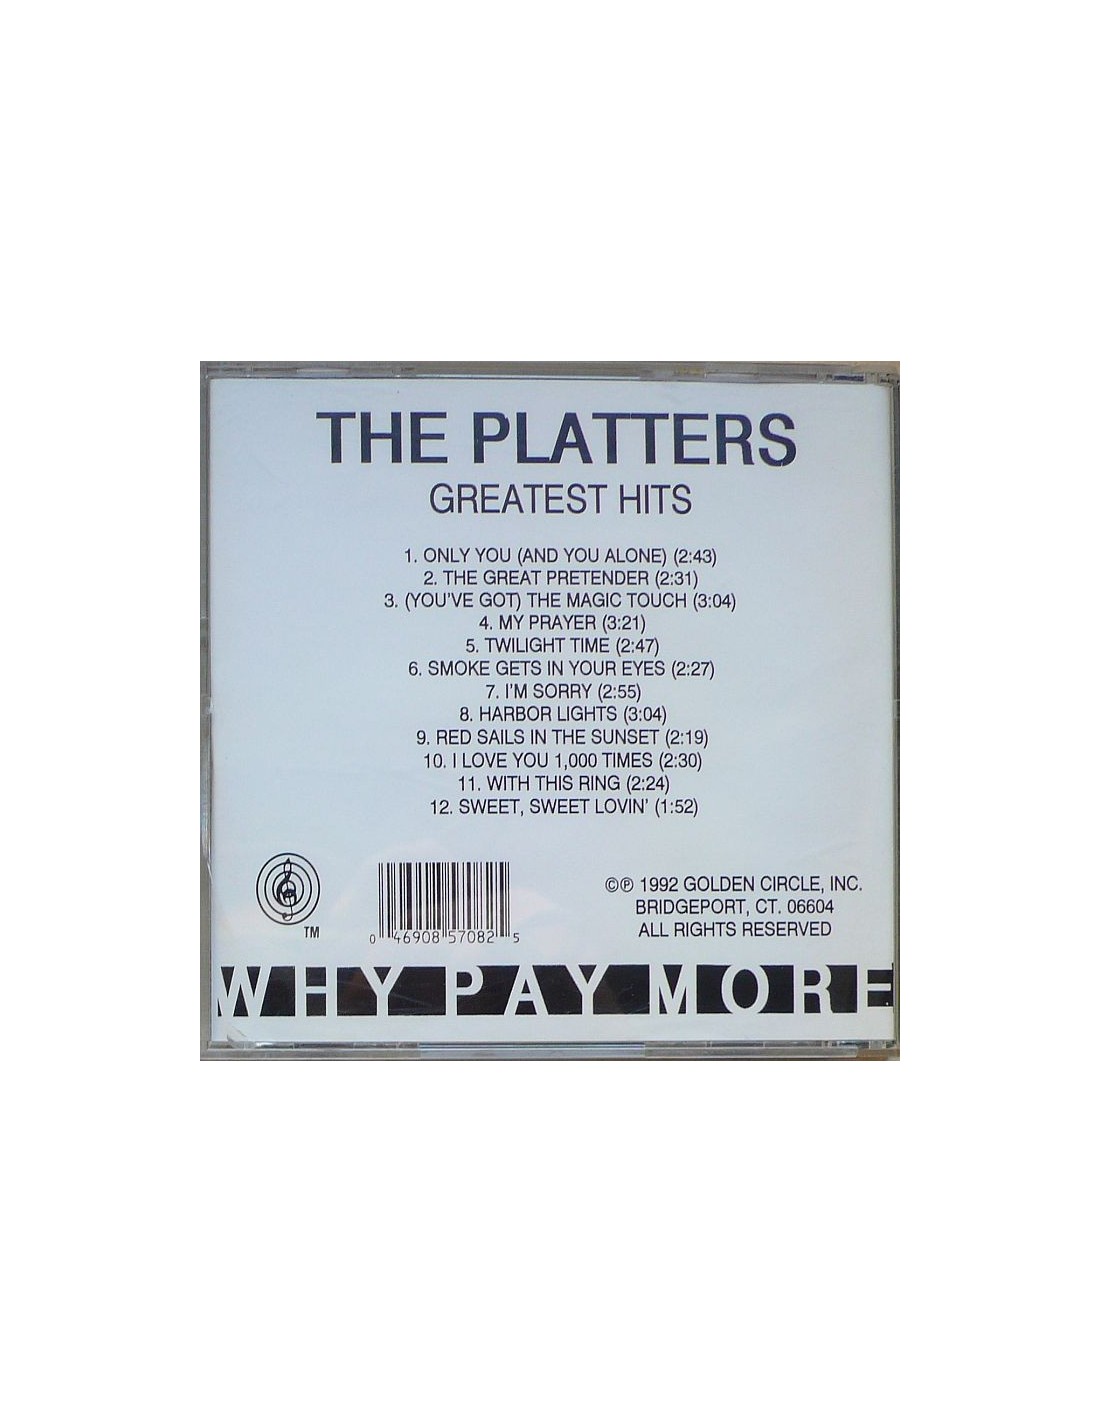 THE PLATTERS
GREATEST HITS
1. ONLY YOU (AND YOU ALONE) (2:43)
2. THE GREAT PRETENDER (2:31)
3. (YOU'VE GOT) THE MAGIC TOUCH (3:04)
4. MY PRAYER (3:21)
5. TWILIGHT TIME (2:47)
6. SMOKE GETS IN YOUR EYES (2:27)
7. I'M SORRY (2:55)
8. HARBOR LIGHTS (3:04)
9. RED SAILS IN THE SUNSET (2:19)
10. I LOVE YOU 1,000 TIMES (2:30)
11. WITH THIS RING (2:24)
12. SWEET, SWEET LOVIN' (1:52)
TM
0 46908 57082 5
©℗ 1992 GOLDEN CIRCLE, INC.
BRIDGEPORT, CT. 06604
ALL RIGHTS RESERVED
WHY PAY MORE